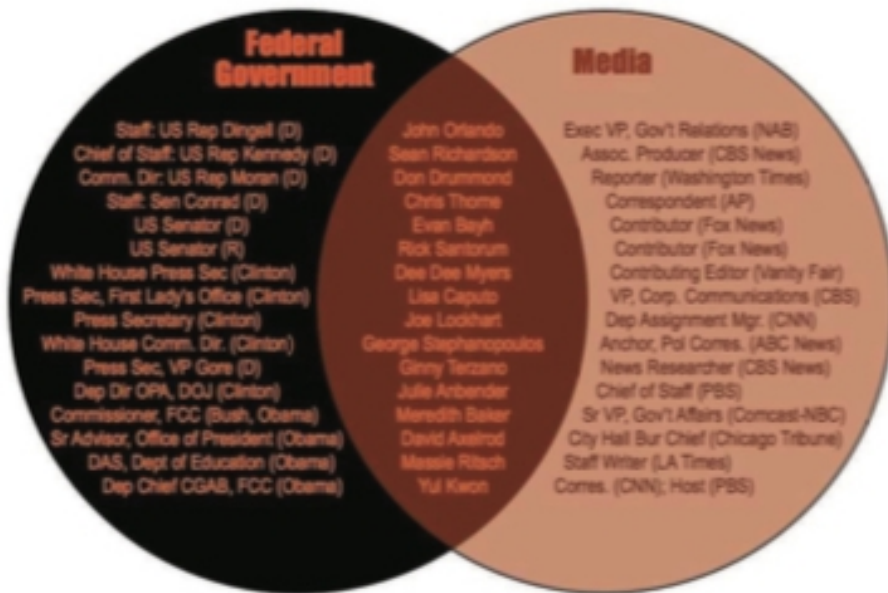 Federal
Government
Media
Staff: US Rep Dingell (D) John Orlando Exec VP, Gov't Relations (NAB)
Chief of Staff: US Rep Kennedy (D) Sean Richardson Assoc. Producer (CBS News)
Comm. Dir: US Rep Moran (D) Don Drummond Reporter (Washington Times)
Staff: Sen Conrad (D) Chris Thorne Correspondent (AP)
US Senator (D) Evan Bayh Contributor (Fox News)
US Senator (R) Rick Santorum Contributor (Fox News)
White House Press Sec (Clinton) Dee Dee Myers Contributing Editor (Vanity Fair)
Press Sec, First Lady's Office (Clinton) Lisa Caputo VP, Corp. Communications (CBS)
Press Secretary (Clinton) Joe Lockhart Dep Assignment Mgr. (CNN)
White House Comm. Dir. (Clinton) George Stephanopoulos Anchor, Pol Corres. (ABC News)
Press Sec, VP Gore (D) Ginny Terzano News Researcher (CBS News)
Dep Dir OPA, DOJ (Clinton) Julie Anbender Chief of Staff (PBS)
Commissioner, FCC (Bush, Obama) Meredith Baker Sr VP, Gov't Affairs (Comcast-NBC)
Sr Advisor, Office of President (Obama) David Axelrod City Hall Bur Chief (Chicago Tribune)
DAS, Dept of Education (Obama) Massie Ritsch Staff Writer (LA Times)
Dep Chief CGAB, FCC (Obama) Yul Kwon Corres. (CNN); Host (PBS)